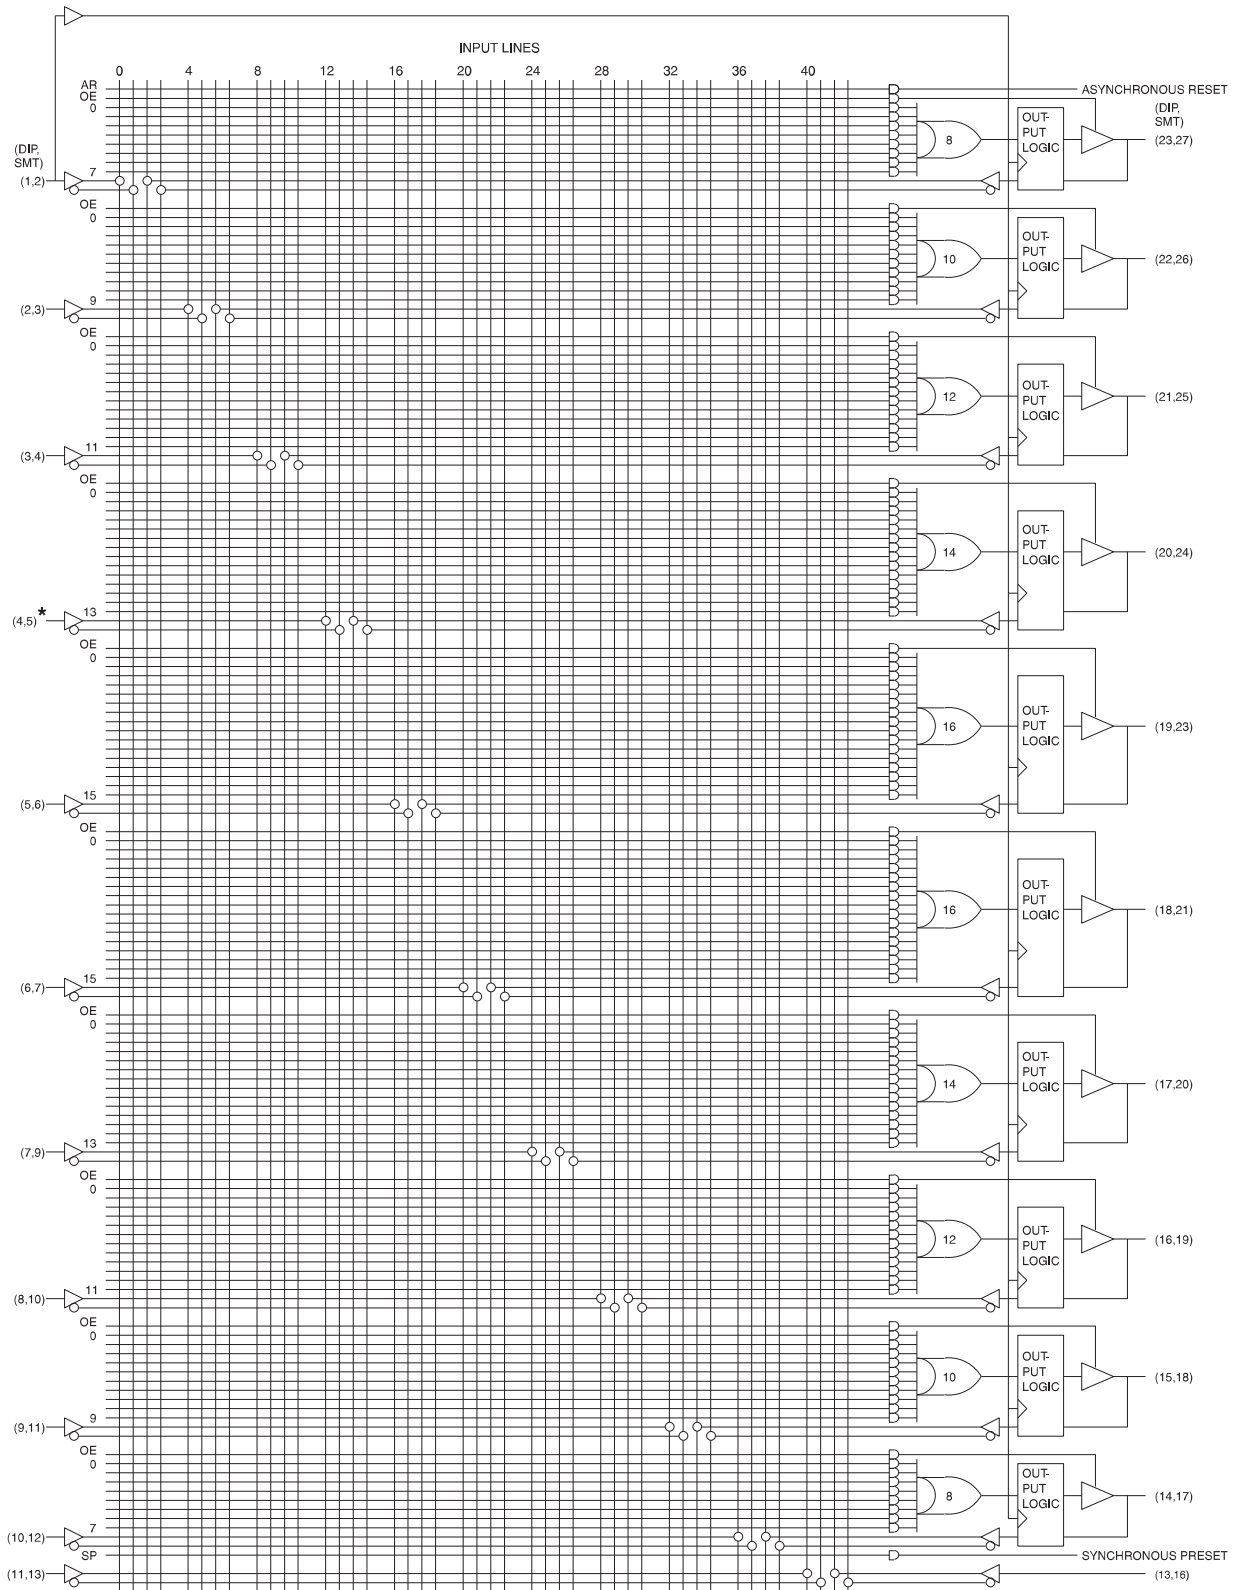 INPUT LINES
0 4 8 12 16 20 24 28 32 36 40
AR
ASYNCHRONOUS RESET
OE
0
(DIP,
SMT)
OUT-
PUT
LOGIC
8
(23,27)
(DIP,
SMT)
7
(1,2)
OE
0
OUT-
PUT
LOGIC
10
(22,26)
9
(2,3)
OE
0
OUT-
PUT
LOGIC
12
(21,25)
11
(3,4)
OE
0
OUT-
PUT
LOGIC
14
(20,24)
13
(4,5)*
OE
0
OUT-
PUT
LOGIC
16
(19,23)
15
(5,6)
OE
0
OUT-
PUT
LOGIC
16
(18,21)
15
(6,7)
OE
0
OUT-
PUT
LOGIC
14
(17,20)
13
(7,9)
OE
0
OUT-
PUT
LOGIC
12
(16,19)
11
(8,10)
OE
0
OUT-
PUT
LOGIC
10
(15,18)
9
(9,11)
OE
0
OUT-
PUT
LOGIC
8
(14,17)
7
(10,12)
SP
SYNCHRONOUS PRESET
(11,13)
(13,16)